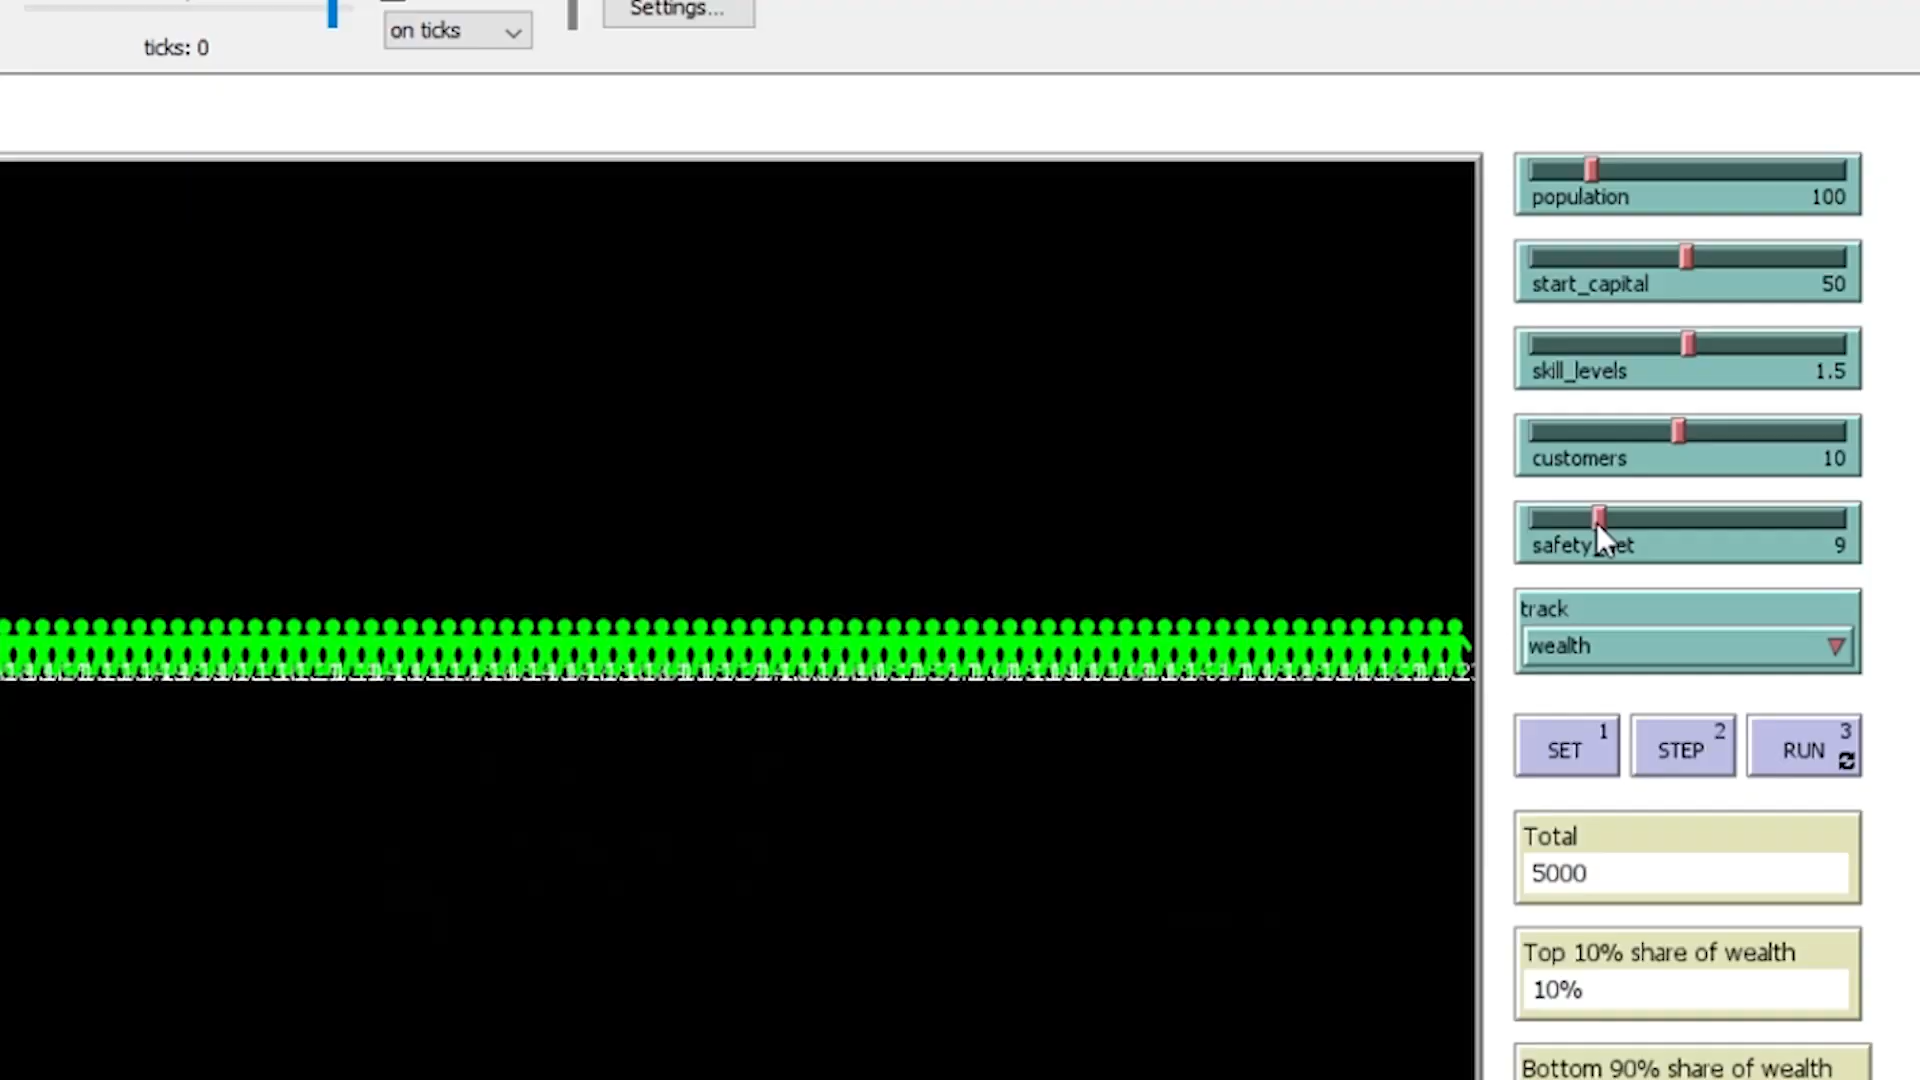 Settings...
on ticks
ticks: 0
population 100
start_capital 50
skill_levels 1.5
customers 10
9
track
wealth
SET 1
STEP 2
RUN 3
Total
5000
Top 10% share of wealth
10%
Bottom 90% share of wealth